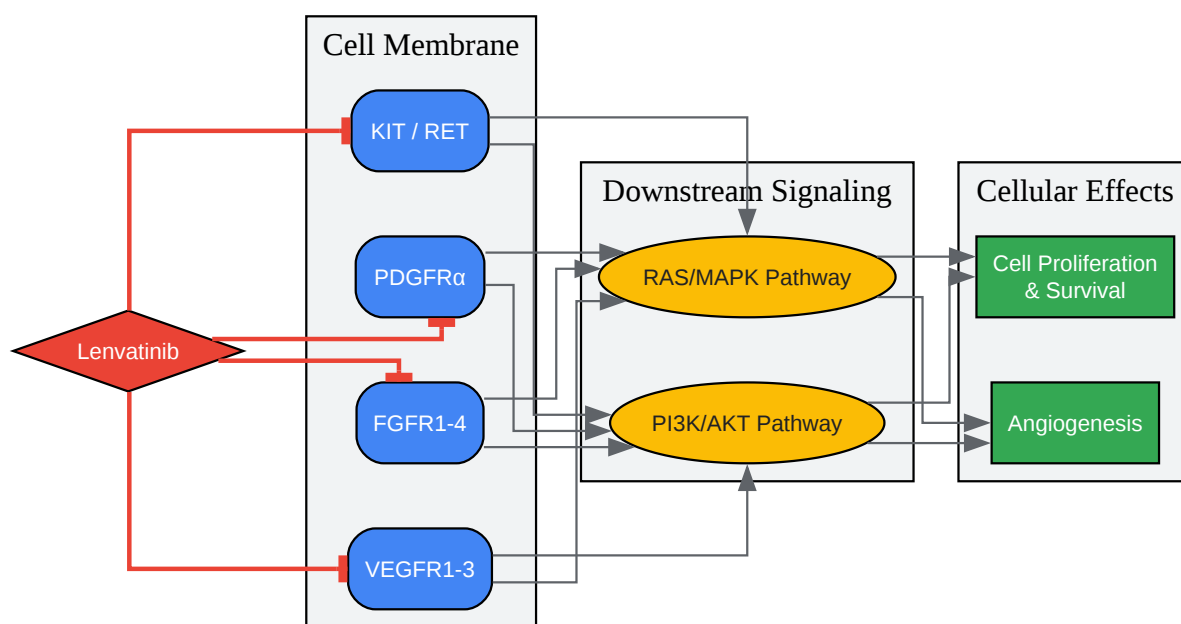 Cell Membrane
KIT / RET
PDGFRα
Lenvatinib
FGFR1-4
VEGFR1-3
Downstream Signaling
RAS/MAPK Pathway
PI3K/AKT Pathway
Cellular Effects
Cell Proliferation
& Survival
Angiogenesis